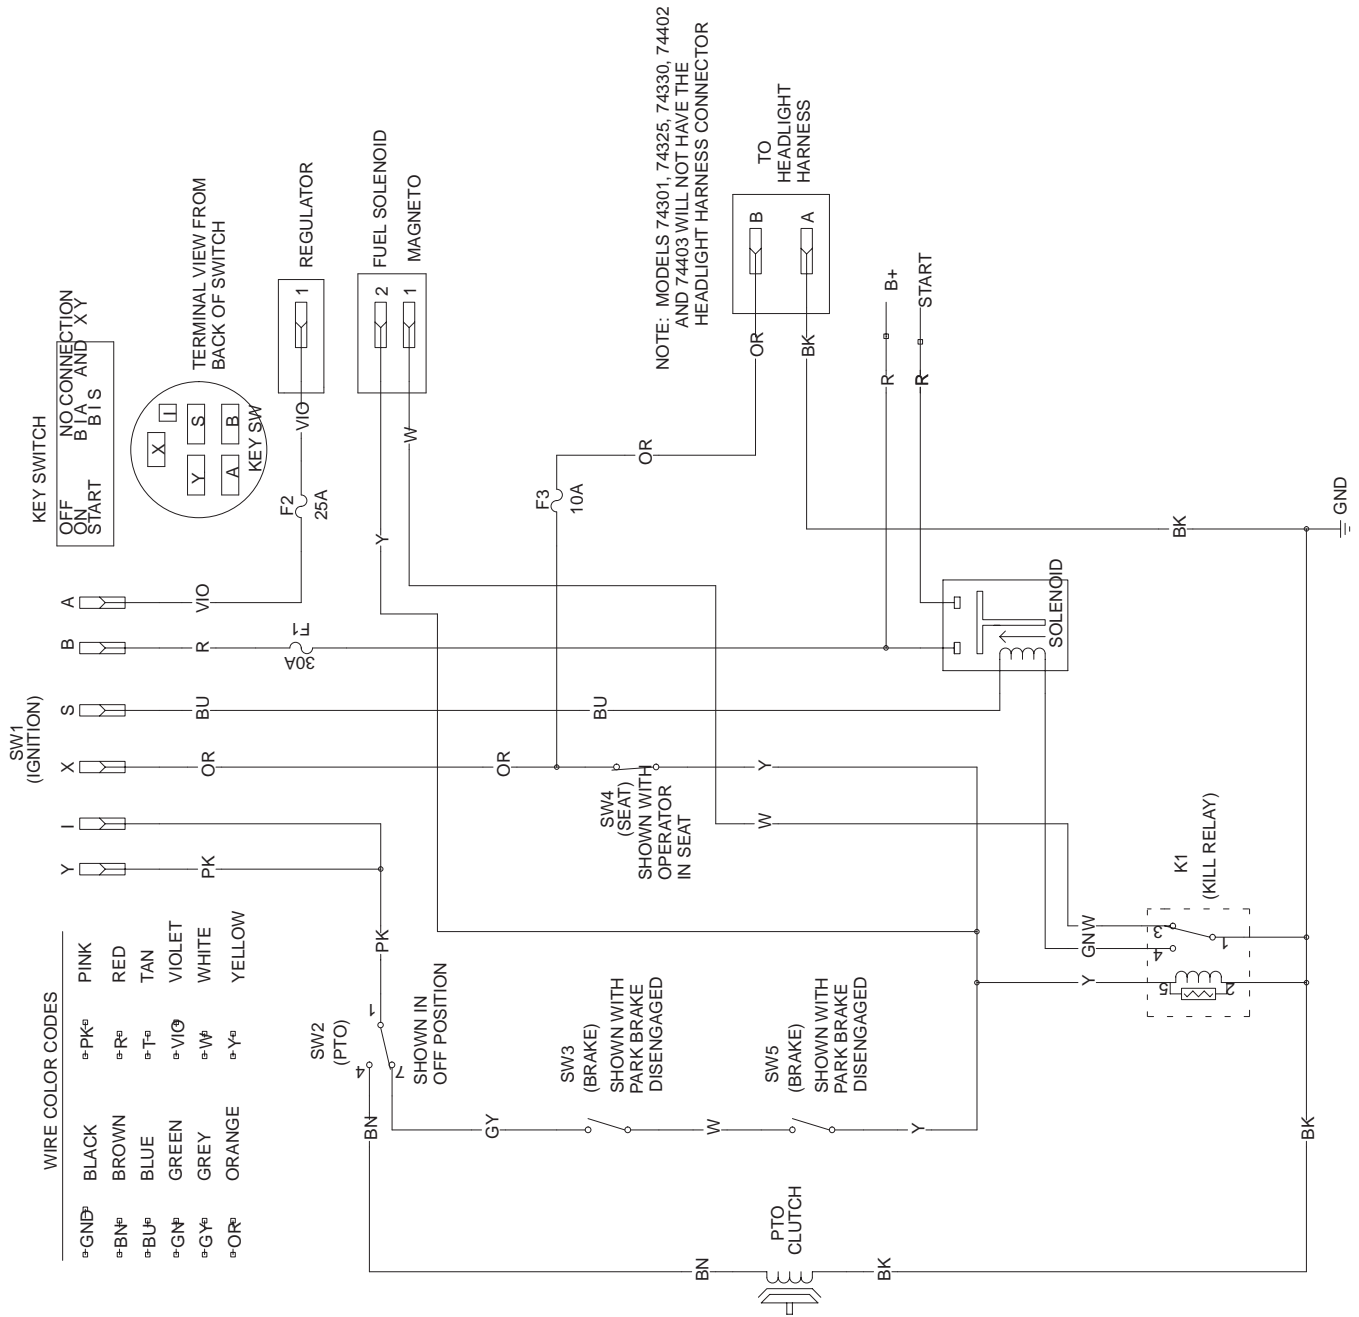 WIRE COLOR CODES
GND BLACK PK PINK
BN BROWN R RED
BU BLUE T TAN
GN GREEN VIO VIOLET
GY GREY W WHITE
OR ORANGE Y YELLOW
SW1
(IGNITION)
Y
I
X
S
B
A
KEY SWITCH
OFF NO CONNECTION
ON B I A AND X Y
START B I S
X
I
Y
S
A
B
KEY SW
TERMINAL VIEW FROM
BACK OF SWITCH
PK
OR
BU
R
VIO
F1
30A
F2
25A
VIO
1
REGULATOR
SW2
(PTO)
4
1
7
PK
SHOWN IN
OFF POSITION
BN
Y
2
FUEL SOLENOID
W
1
MAGNETO
GY
OR
F3
10A
SW3
(BRAKE)
SHOWN WITH
PARK BRAKE
DISENGAGED
SW4
(SEAT)
SHOWN WITH
OPERATOR
IN SEAT
BU
OR
NOTE: MODELS 74301, 74325, 74330, 74402
AND 74403 WILL NOT HAVE THE
HEADLIGHT HARNESS CONNECTOR
BN
W
Y
W
OR
B
BK
A
TO
HEADLIGHT
HARNESS
PTO
CLUTCH
SW5
(BRAKE)
SHOWN WITH
PARK BRAKE
DISENGAGED
BK
Y
R
B+
R
START
SOLENOID
Y
GN
W
K1
(KILL RELAY)
5
4
3
2
1
BK
BK
GND